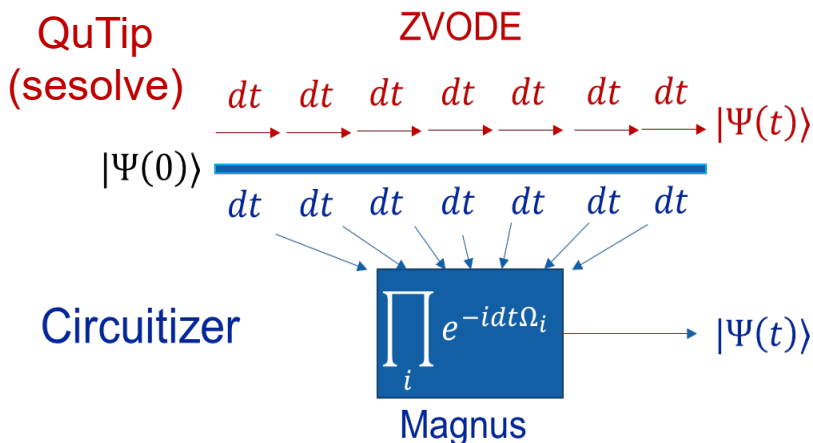 QuTip
(sesolve)
ZVODE
dt dt dt dt dt dt dt
|Ψ(t)⟩
|Ψ(0)⟩
dt dt dt dt dt dt dt
Circuitizer
∏ᵢ e^{-idtΩᵢ}
|Ψ(t)⟩
Magnus